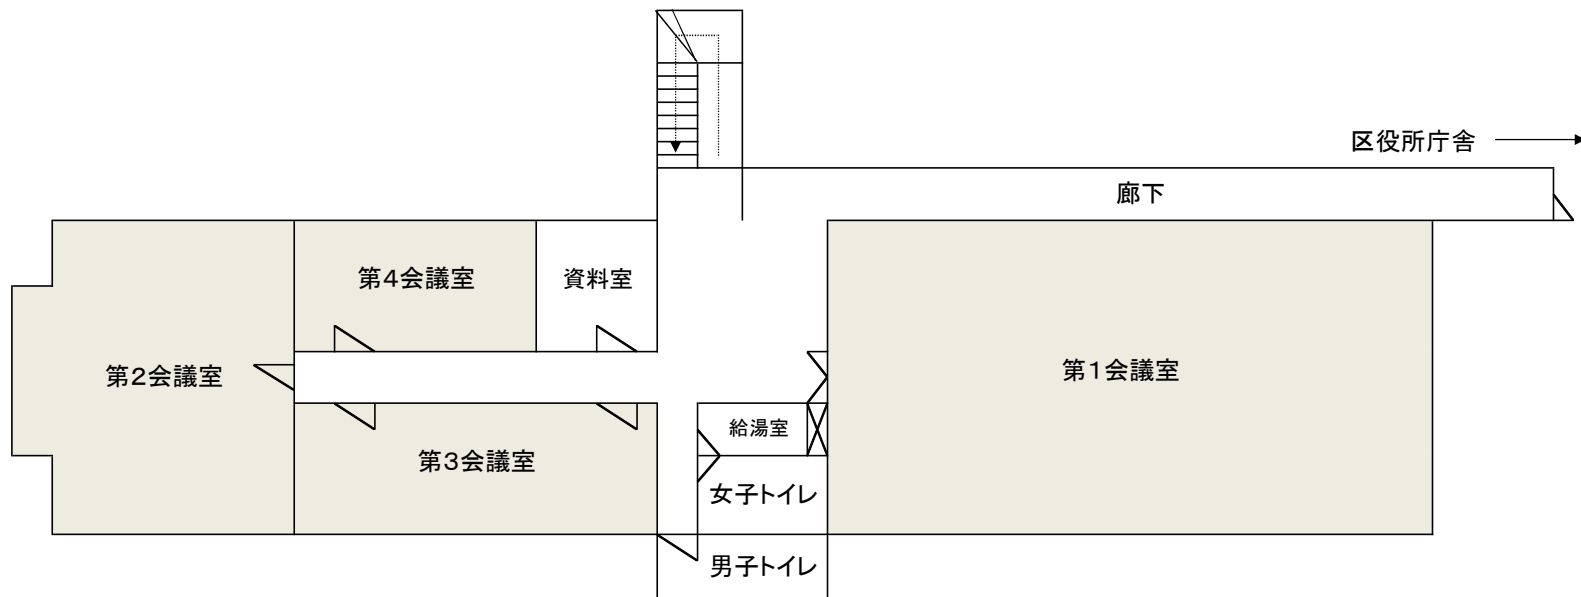 区役所庁舎
廊下
第4会議室
資料室
第2会議室
第1会議室
給湯室
第3会議室
女子トイレ
男子トイレ